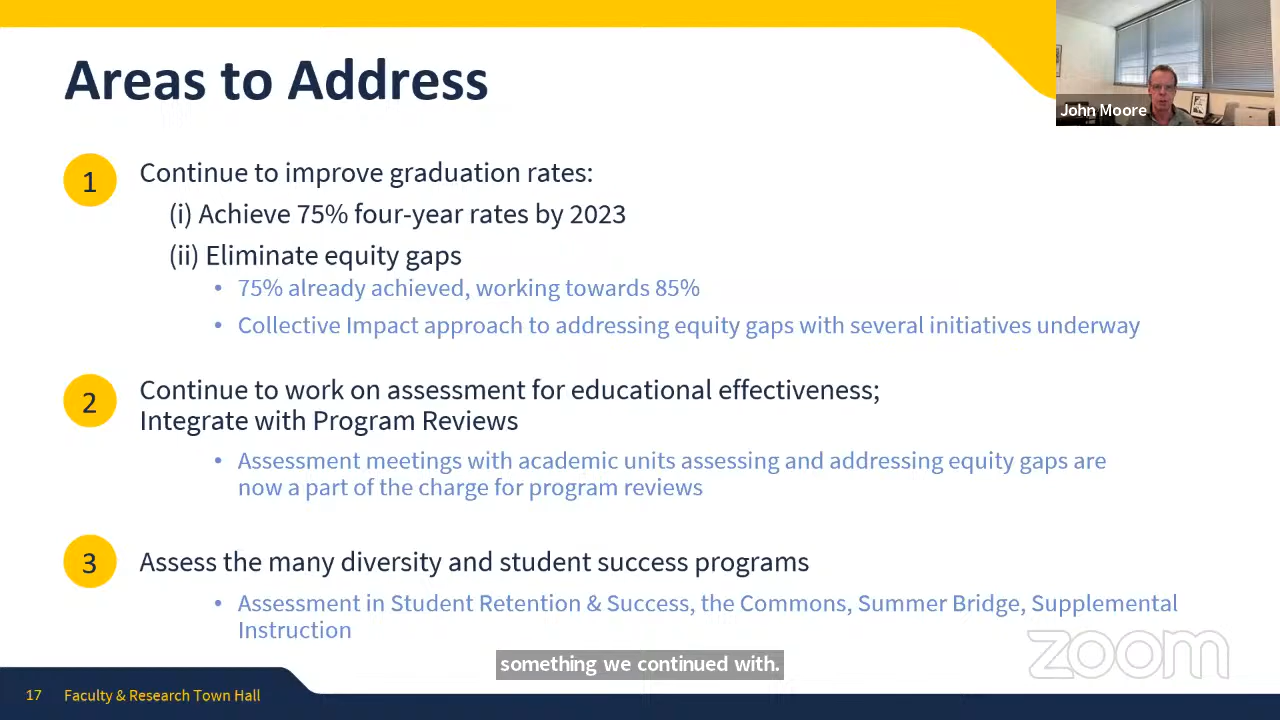 Areas to Address
John Moore
1
Continue to improve graduation rates:
(i) Achieve 75% four-year rates by 2023
(ii) Eliminate equity gaps
• 75% already achieved, working towards 85%
• Collective Impact approach to addressing equity gaps with several initiatives underway
2
Continue to work on assessment for educational effectiveness;
Integrate with Program Reviews
• Assessment meetings with academic units assessing and addressing equity gaps are
now a part of the charge for program reviews
3
Assess the many diversity and student success programs
• Assessment in Student Retention & Success, the Commons, Summer Bridge, Supplemental
Instruction
something we continued with.
zoom
17 Faculty & Research Town Hall